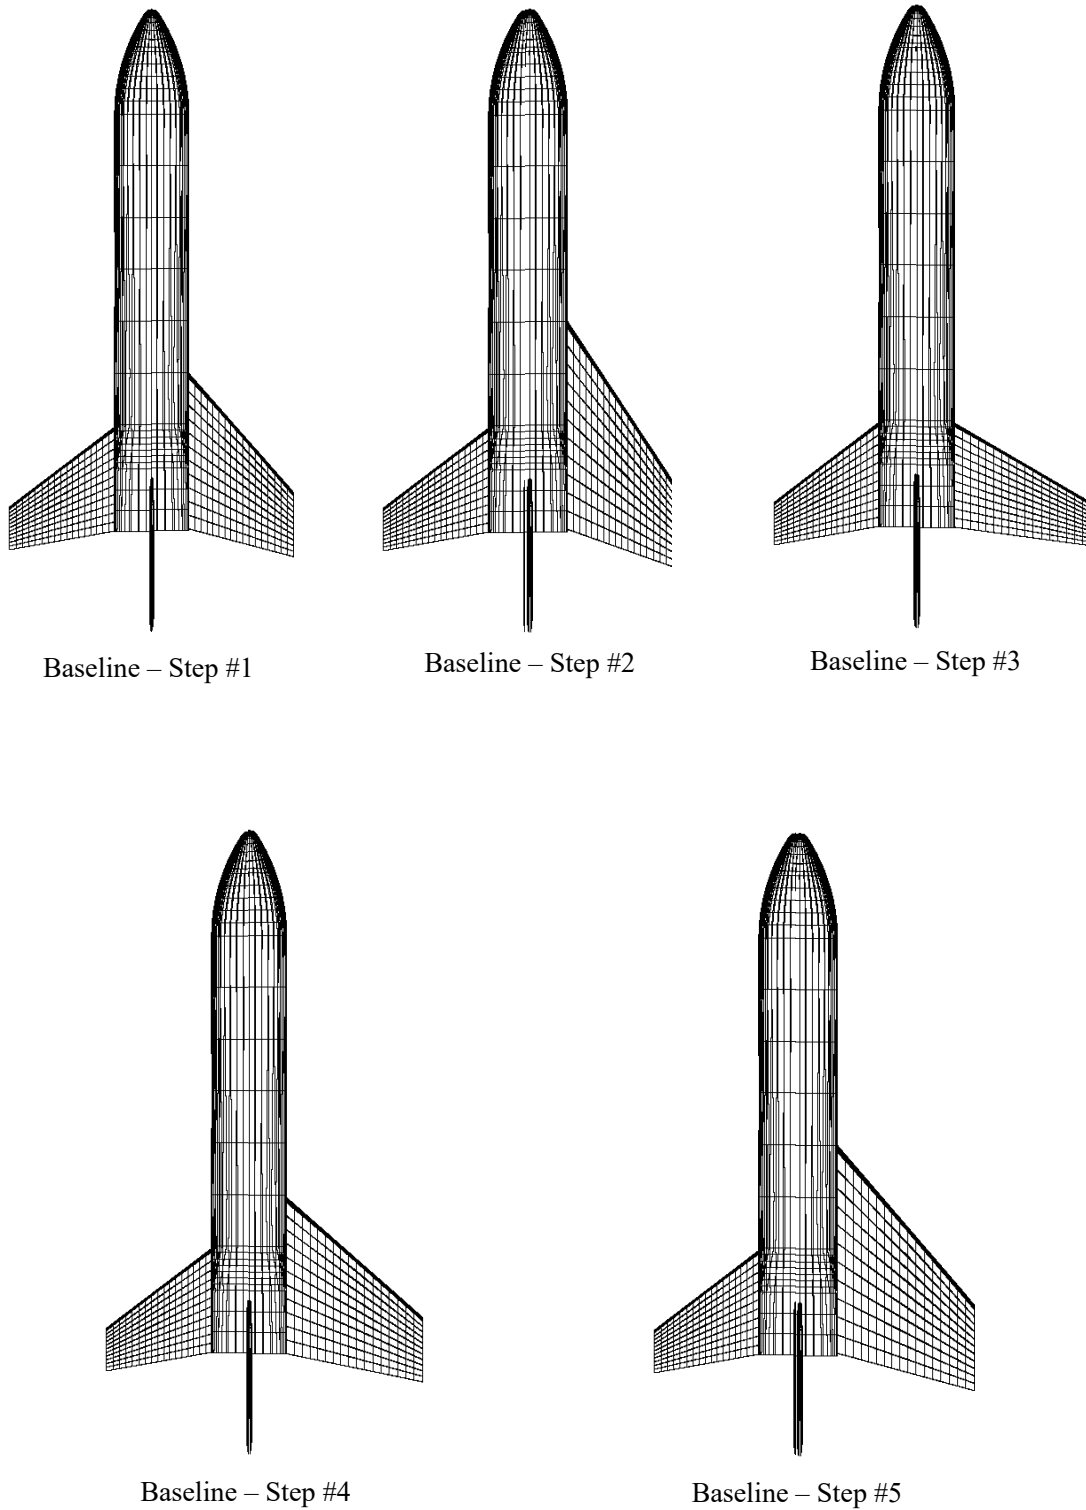 Baseline – Step #1
Baseline – Step #2
Baseline – Step #3
Baseline – Step #4
Baseline – Step #5